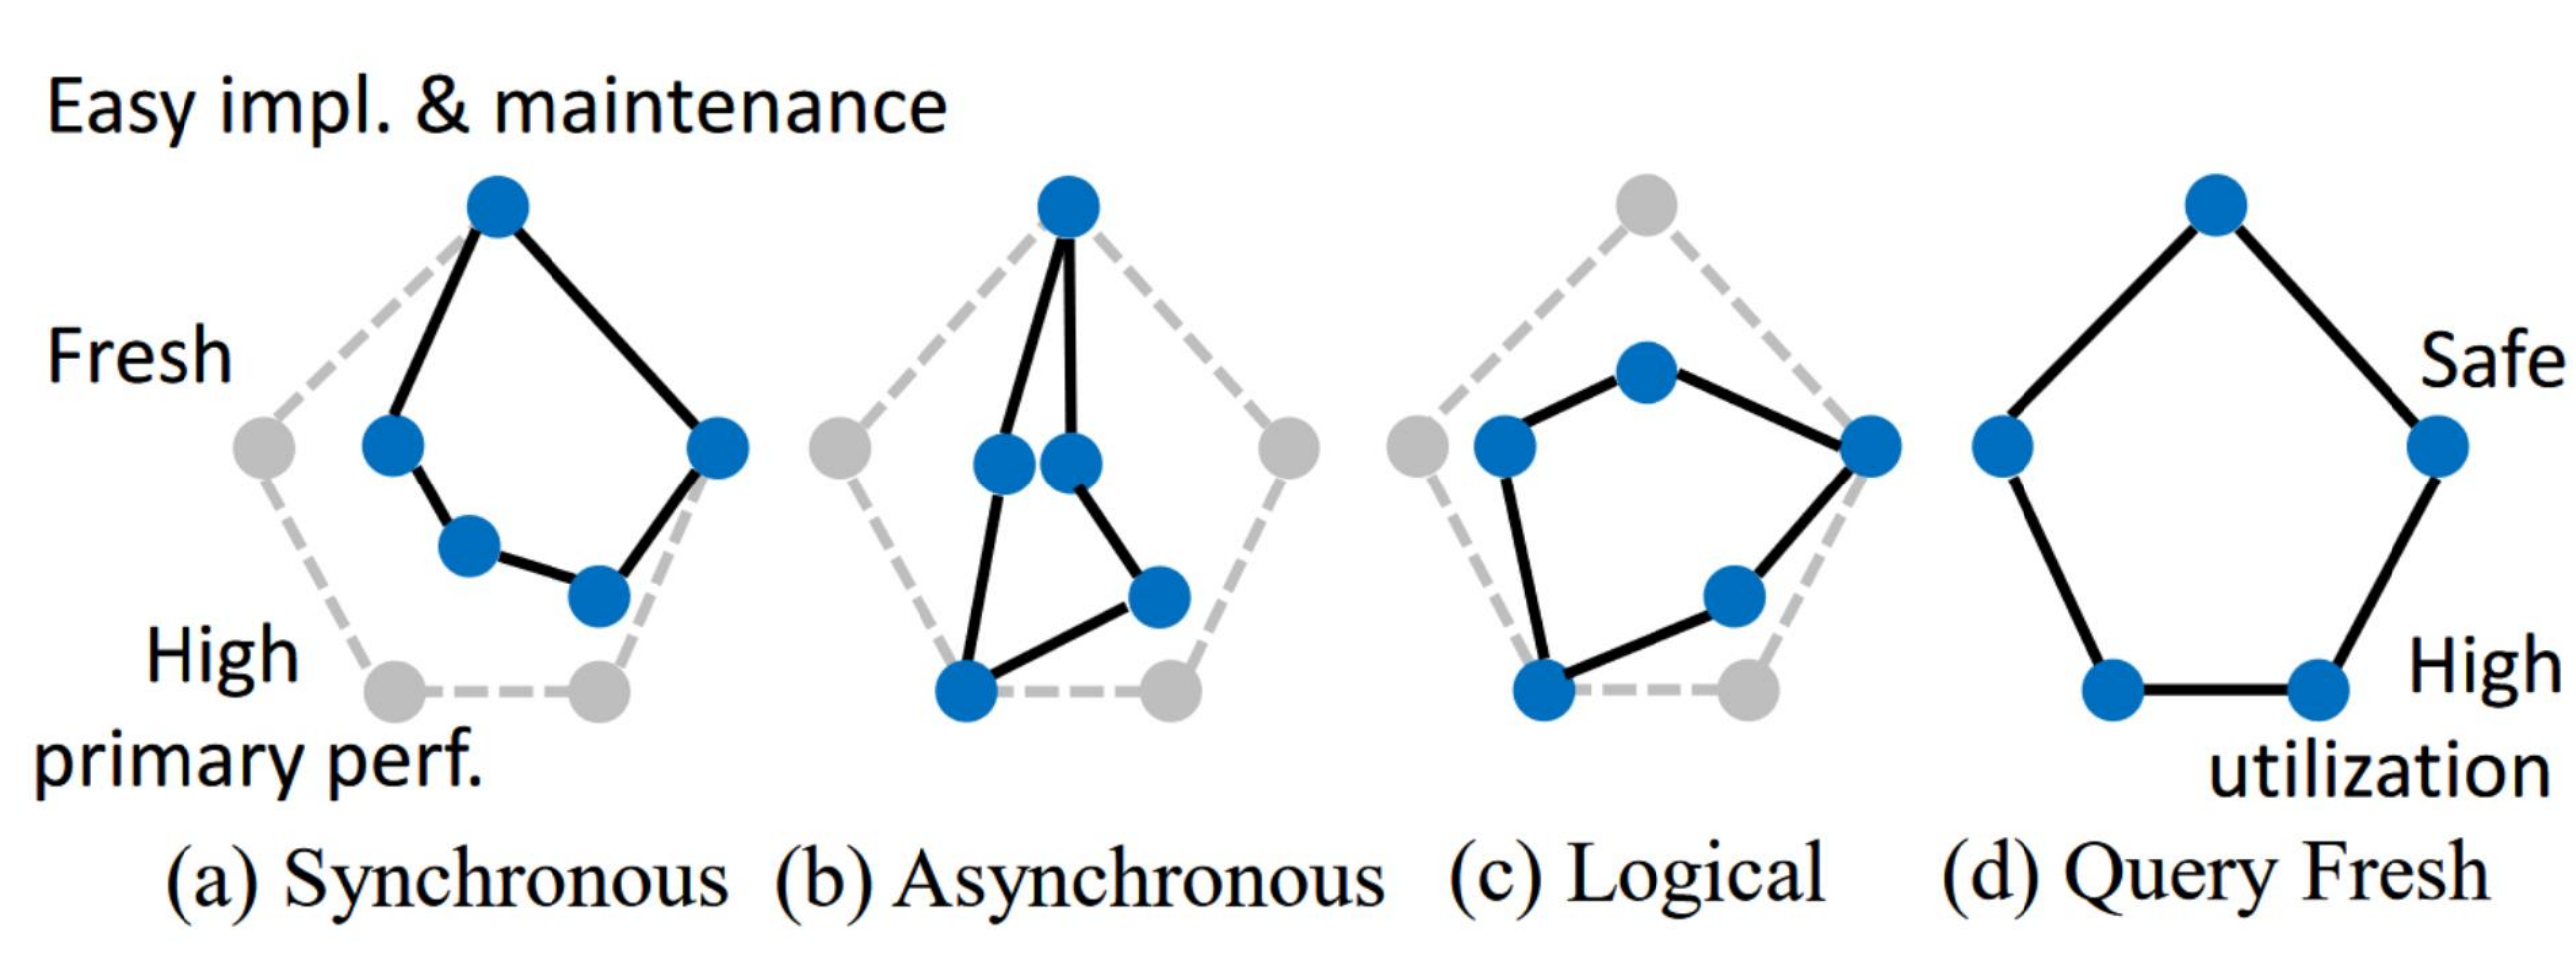 Easy impl. & maintenance
Fresh
Safe
High
primary perf.
High
utilization
(a) Synchronous
(b) Asynchronous
(c) Logical
(d) Query Fresh